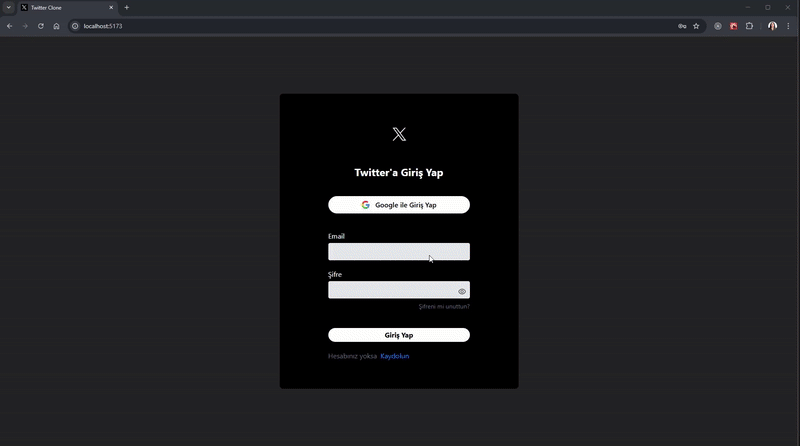 Twitter Clone
localhost:5173
Twitter'a Giriş Yap
Google ile Giriş Yap
Email
Şifre
Şifreni mi unuttun?
Giriş Yap
Hesabınız yoksa Kaydolun